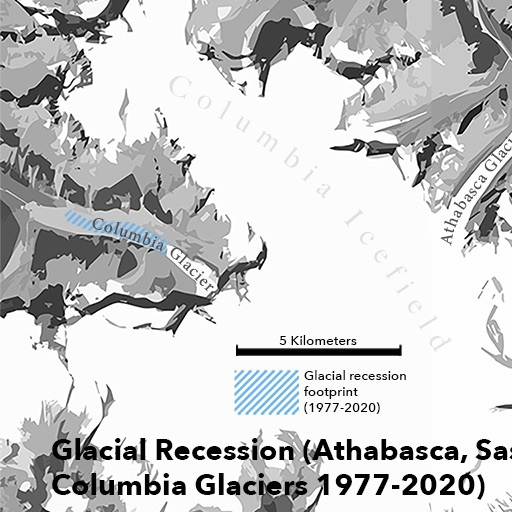 Columbia Icefield
Athabasca Glaci
Columbia Glacier
5 Kilometers
Glacial recession
footprint
(1977-2020)
Glacial Recession (Athabasca, Sas
Columbia Glaciers 1977-2020)